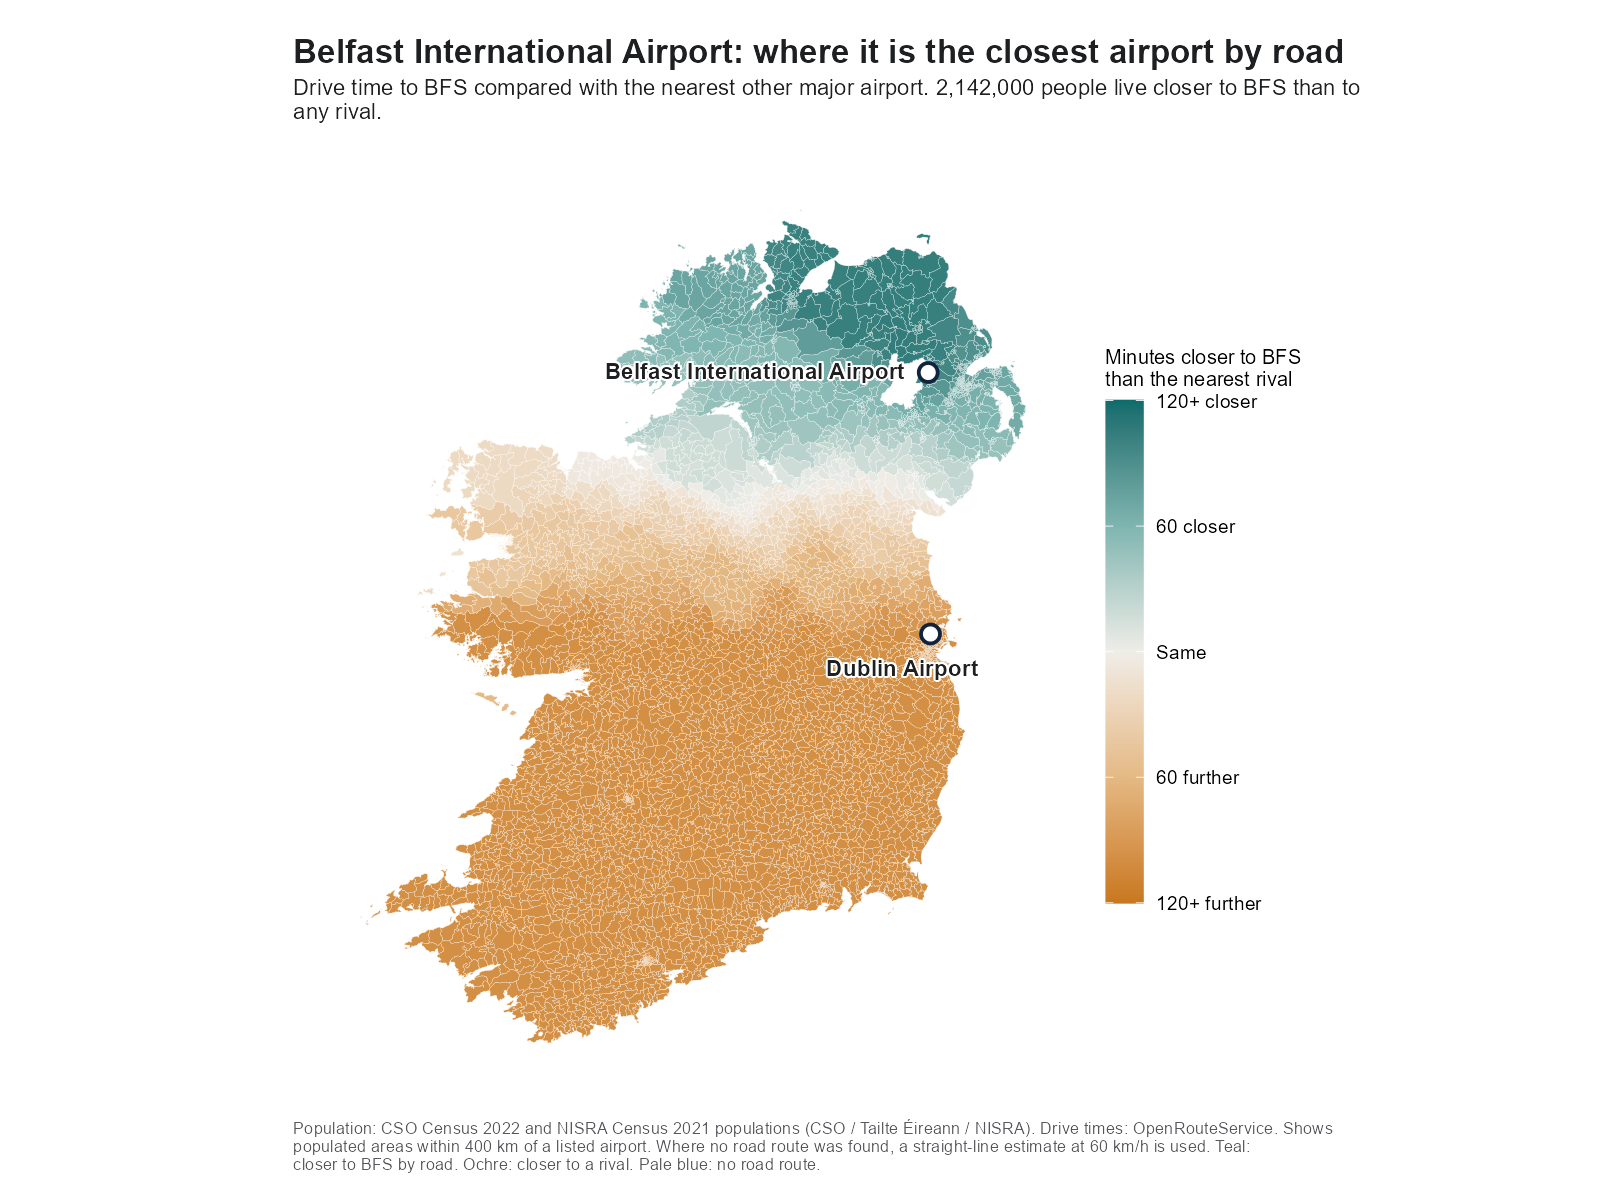 Belfast International Airport: where it is the closest airport by road
Drive time to BFS compared with the nearest other major airport. 2,142,000 people live closer to BFS than to
any rival.
Minutes closer to BFS
than the nearest rival
Belfast International Airport
120+ closer
60 closer
Same
Dublin Airport
60 further
120+ further
Population: CSO Census 2022 and NISRA Census 2021 populations (CSO / Tailte Éireann / NISRA). Drive times: OpenRouteService. Shows
populated areas within 400 km of a listed airport. Where no road route was found, a straight-line estimate at 60 km/h is used. Teal:
closer to BFS by road. Ochre: closer to a rival. Pale blue: no road route.